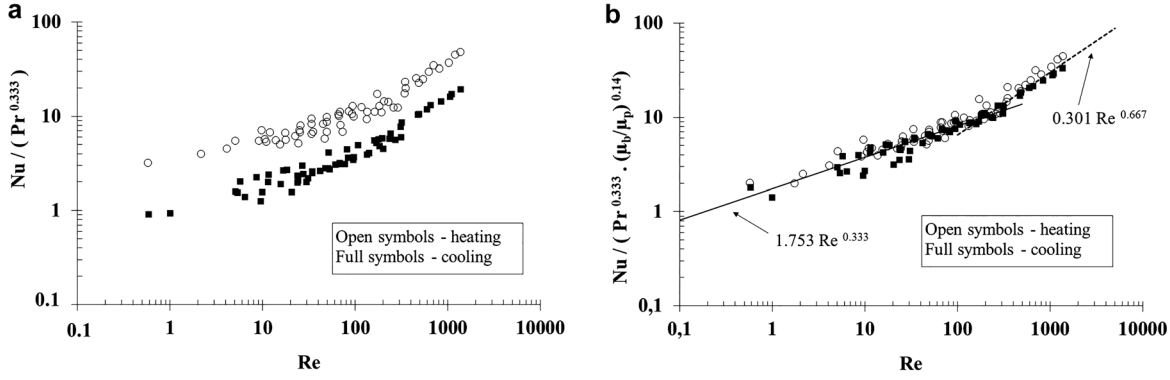 a
100
10
1
0.1
Nu / ( Pr 0.333 )
0.1 1 10 100 1000 10000
Re
Open symbols - heating
Full symbols - cooling
b
100
10
1
0,1
Nu / ( Pr 0.333 . (μb/μp) 0.14 )
0,1 1 10 100 1000 10000
Re
0.301 Re 0.667
1.753 Re 0.333
Open symbols - heating
Full symbols - cooling